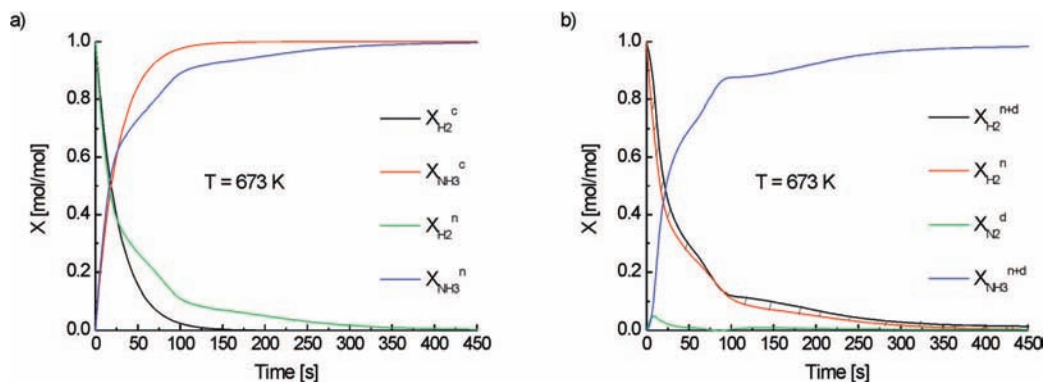 a)
1.0
0.8
0.6
0.4
0.2
0.0
X [mol/mol]
T = 673 K
X_H2^c
X_NH3^c
X_H2^n
X_NH3^n
0 50 100 150 200 250 300 350 400 450
Time [s]
b)
1.0
0.8
0.6
0.4
0.2
0.0
X [mol/mol]
T = 673 K
X_H2^n+d
X_H2^n
X_N2^d
X_NH3^n+d
0 50 100 150 200 250 300 350 400 450
Time [s]